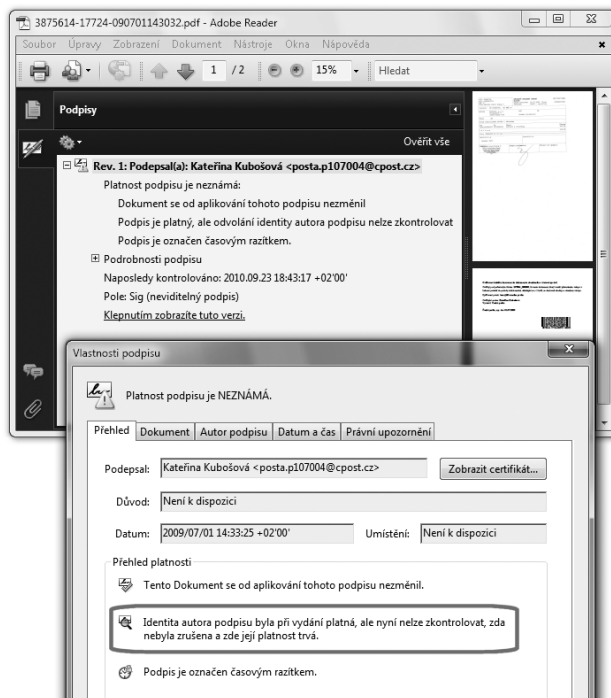 3875614-17724-090701143032.pdf - Adobe Reader
Soubor Úpravy Zobrazení Dokument Nástroje Okna Nápověda
1 / 2 15% Hledat
Podpisy
Ověřit vše
Rev. 1: Podepsal(a): Kateřina Kubošová <posta.p107004@cpost.cz>
Platnost podpisu je neznámá:
Dokument se od aplikování tohoto podpisu nezměnil
Podpis je platný, ale odvolání identity autora podpisu nelze zkontrolovat
Podpis je označen časovým razítkem.
Podrobnosti podpisu
Naposledy kontrolováno: 2010.09.23 18:43:17 +02'00'
Pole: Sig (neviditelný podpis)
Klepnutím zobrazíte tuto verzi.
Vlastnosti podpisu
Platnost podpisu je NEZNÁMÁ.
Přehled Dokument Autor podpisu Datum a čas Právní upozornění
Podepsal: Kateřina Kubošová <posta.p107004@cpost.cz> Zobrazit certifikát...
Důvod: Není k dispozici
Datum: 2009/07/01 14:33:25 +02'00' Umístění: Není k dispozici
Přehled platnosti
Tento Dokument se od aplikování tohoto podpisu nezměnil.
Identita autora podpisu byla při vydání platná, ale nyní nelze zkontrolovat, zda
nebyla zrušena a zde její platnost trvá.
Podpis je označen časovým razítkem.